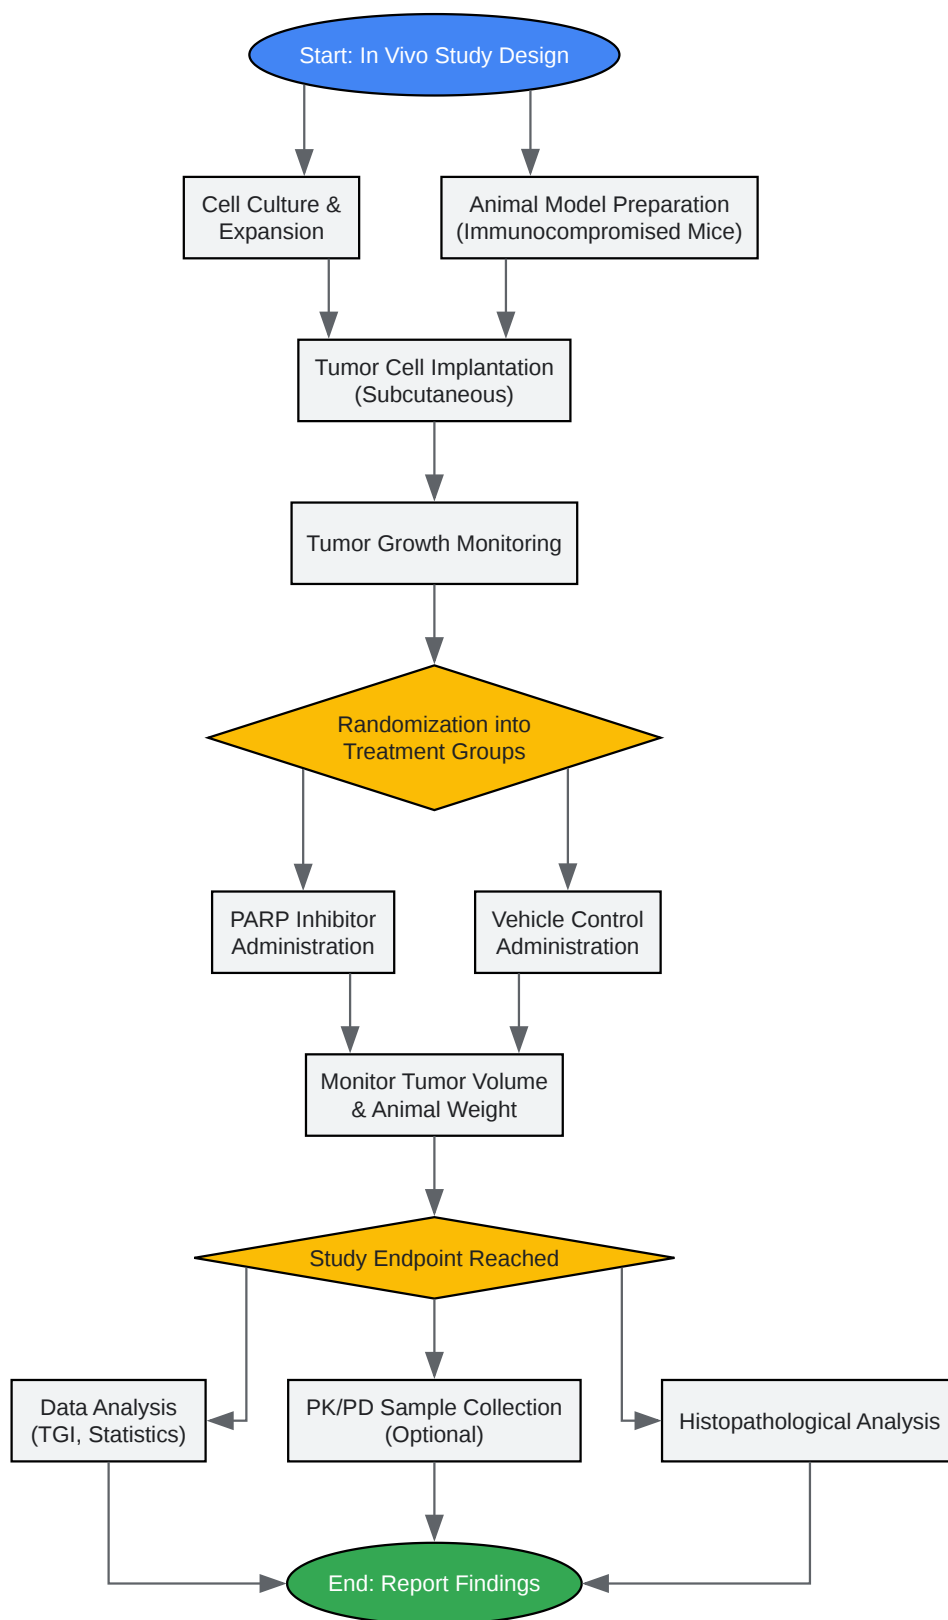 Start: In Vivo Study Design
Cell Culture &
Expansion
Animal Model Preparation
(Immunocompromised Mice)
Tumor Cell Implantation
(Subcutaneous)
Tumor Growth Monitoring
Randomization into
Treatment Groups
PARP Inhibitor
Administration
Vehicle Control
Administration
Monitor Tumor Volume
& Animal Weight
Study Endpoint Reached
Data Analysis
(TGI, Statistics)
PK/PD Sample Collection
(Optional)
Histopathological Analysis
End: Report Findings